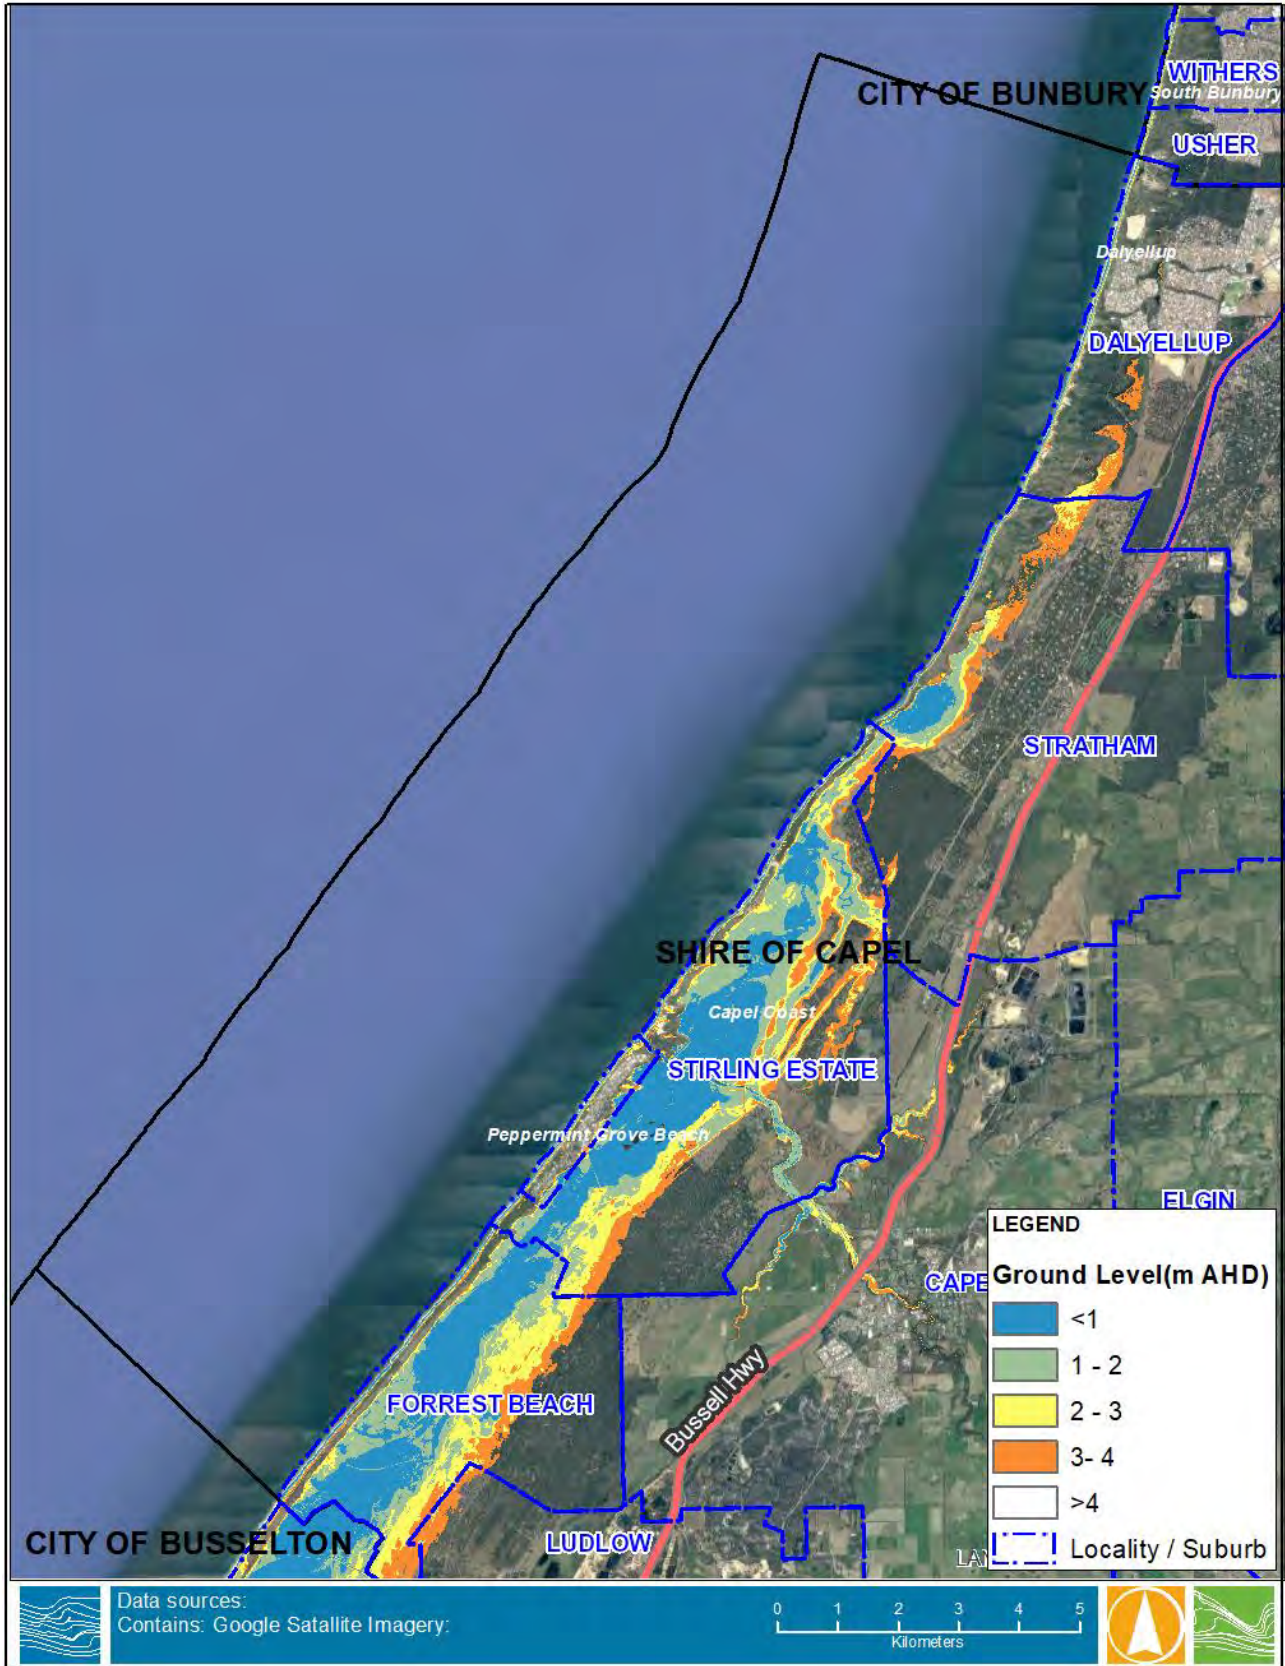 CITY OF BUNBURY
WITHERS
South Bunbury
USHER
Dalyellup
DALYELLUP
STRATHAM
SHIRE OF CAPEL
Capel Coast
STIRLING ESTATE
Peppermint Grove Beach
ELGIN
CAPE
FORREST BEACH
Bussell Hwy
CITY OF BUSSELTON
LUDLOW
LEGEND
Ground Level(m AHD)
<1
1 - 2
2 - 3
3- 4
>4
Locality / Suburb
Data sources:
Contains: Google Satallite Imagery:
0 1 2 3 4 5
Kilometers